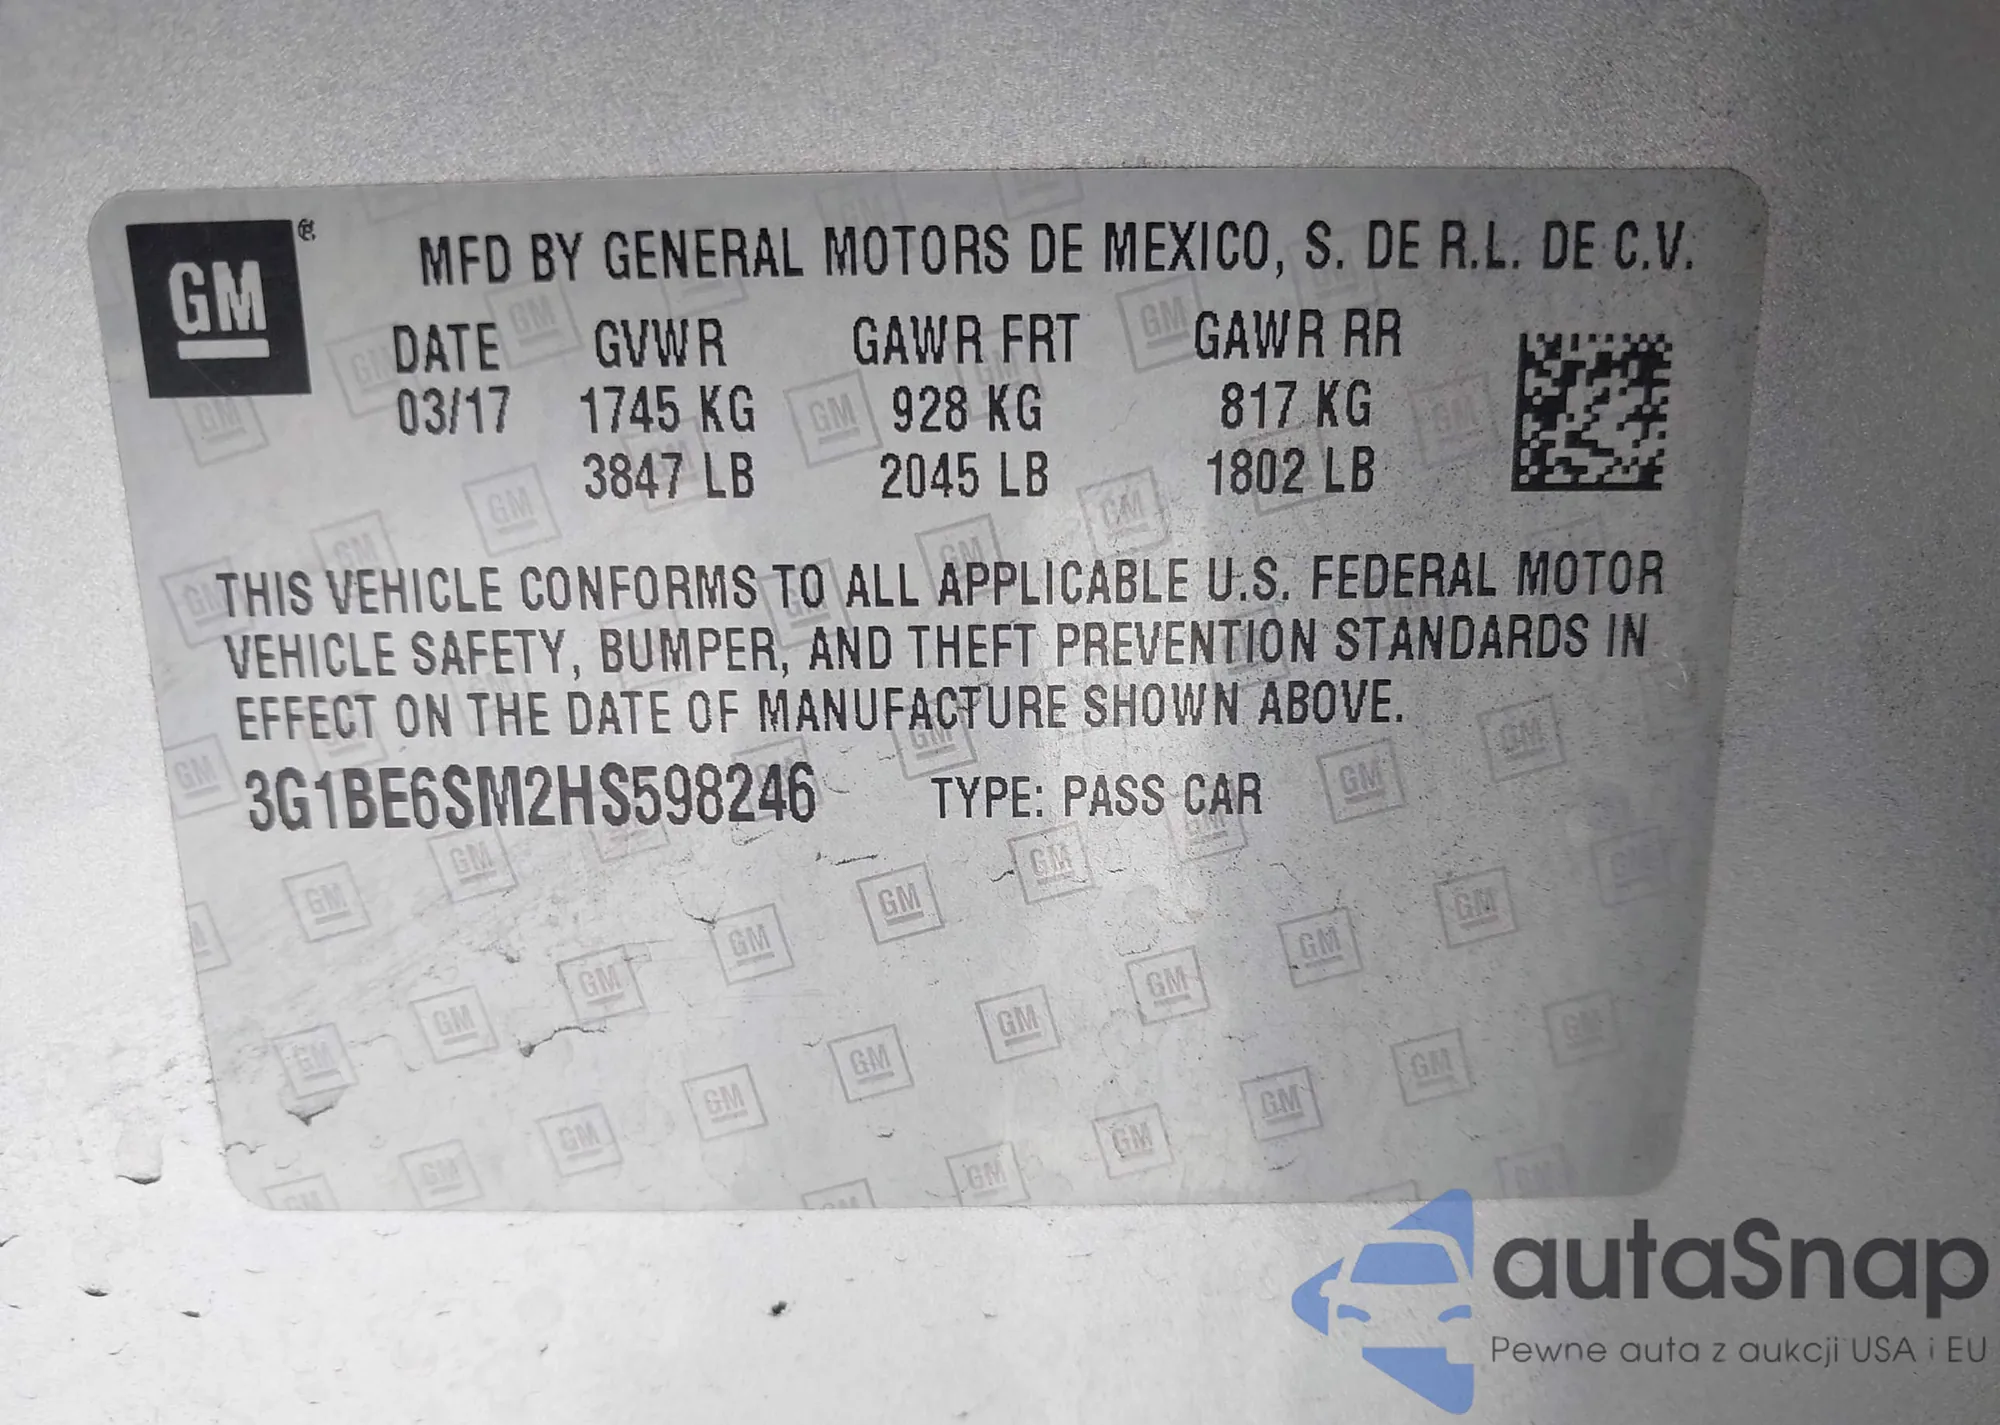 GM
MFD BY GENERAL MOTORS DE MEXICO, S. DE R.L. DE C.V.
DATE GVWR GAWR FRT GAWR RR
03/17 1745 KG 928 KG 817 KG
3847 LB 2045 LB 1802 LB
THIS VEHICLE CONFORMS TO ALL APPLICABLE U.S. FEDERAL MOTOR
VEHICLE SAFETY, BUMPER, AND THEFT PREVENTION STANDARDS IN
EFFECT ON THE DATE OF MANUFACTURE SHOWN ABOVE.
3G1BE6SM2HS598246 TYPE: PASS CAR
autaSnap
Pewne auta z aukcji USA i EU